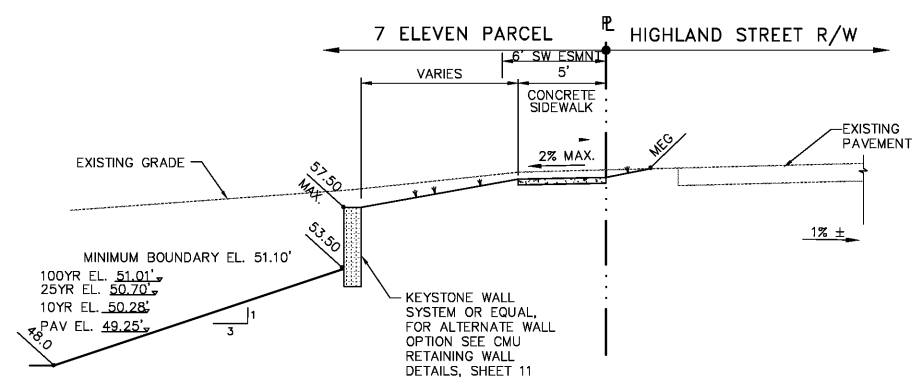 7 ELEVEN PARCEL
PL
HIGHLAND STREET R/W
6' SW ESMNT
VARIES
5'
CONCRETE
SIDEWALK
EXISTING
PAVEMENT
MEG
2% MAX.
EXISTING GRADE
57.50
MAX.
1% ±
53.50
MINIMUM BOUNDARY EL. 51.10'
100YR EL. 51.01'
25YR EL. 50.70'
10YR EL. 50.28'
PAV EL. 49.25'
1
3
48.0
KEYSTONE WALL
SYSTEM OR EQUAL,
FOR ALTERNATE WALL
OPTION SEE CMU
RETAINING WALL
DETAILS, SHEET 11